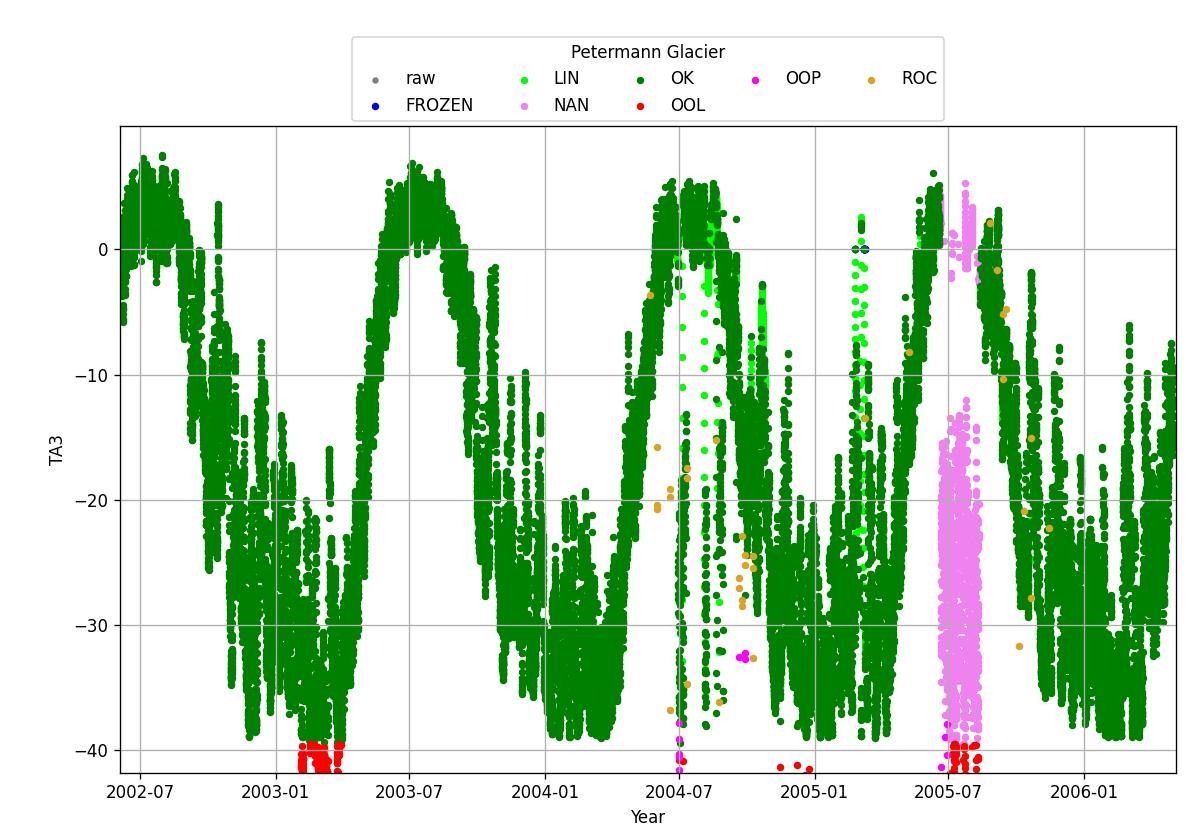 Petermann Glacier
raw LIN OK OOP ROC
FROZEN NAN OOL
0
−10
−20
−30
−40
TA3
2002-07 2003-01 2003-07 2004-01 2004-07 2005-01 2005-07 2006-01
Year